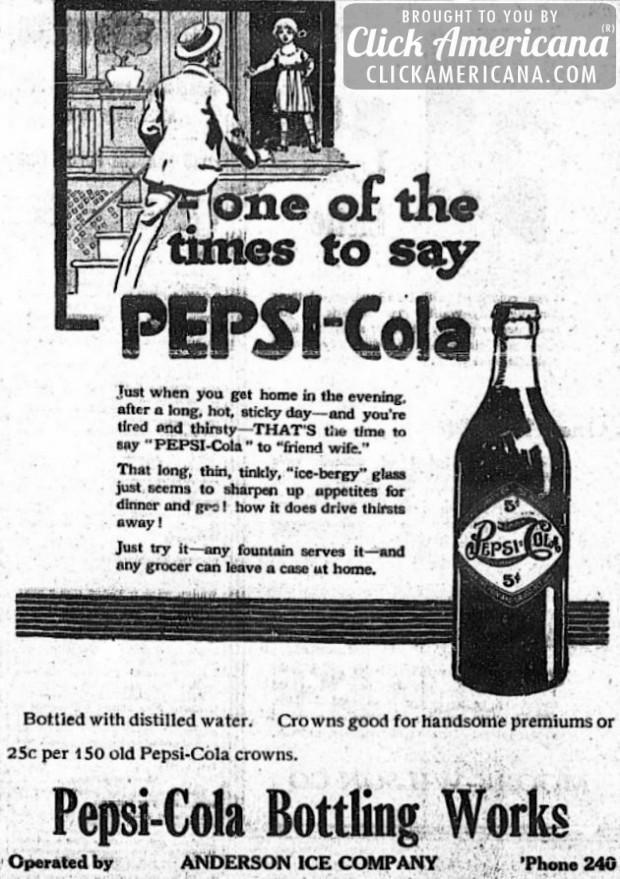 BROUGHT TO YOU BY
Click Americana (R)
CLICKAMERICANA.COM
- one of the
times to say
PEPSI-Cola
Just when you get home in the evening,
after a long, hot, sticky day—and you're
tired and thirsty—THAT'S the time to
say "PEPSI-Cola" to "friend wife."
That long, thin, tinkly, "ice-bergy" glass
just seems to sharpen up appetites for
dinner and gee! how it does drive thirsts
away!
Just try it—any fountain serves it—and
any grocer can leave a case at home.
5¢
PEPSI-COLA
5¢
Bottled with distilled water. Crowns good for handsome premiums or
25c per 150 old Pepsi-Cola crowns.
Pepsi-Cola Bottling Works
Operated by ANDERSON ICE COMPANY 'Phone 240